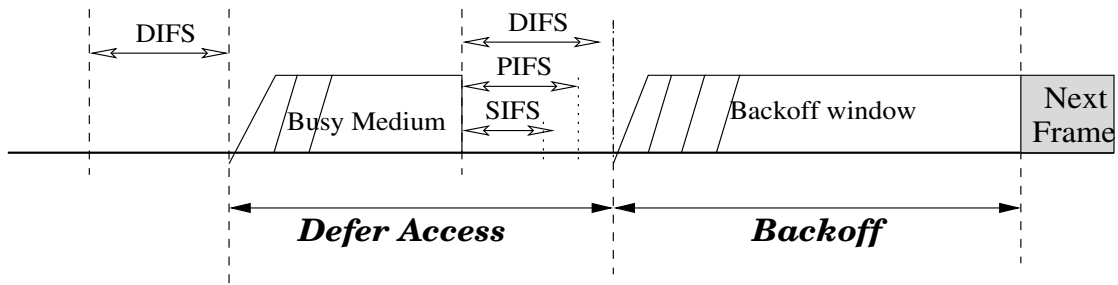 DIFS
DIFS
PIFS
SIFS
Busy Medium
Backoff window
Next
Frame
Defer Access
Backoff